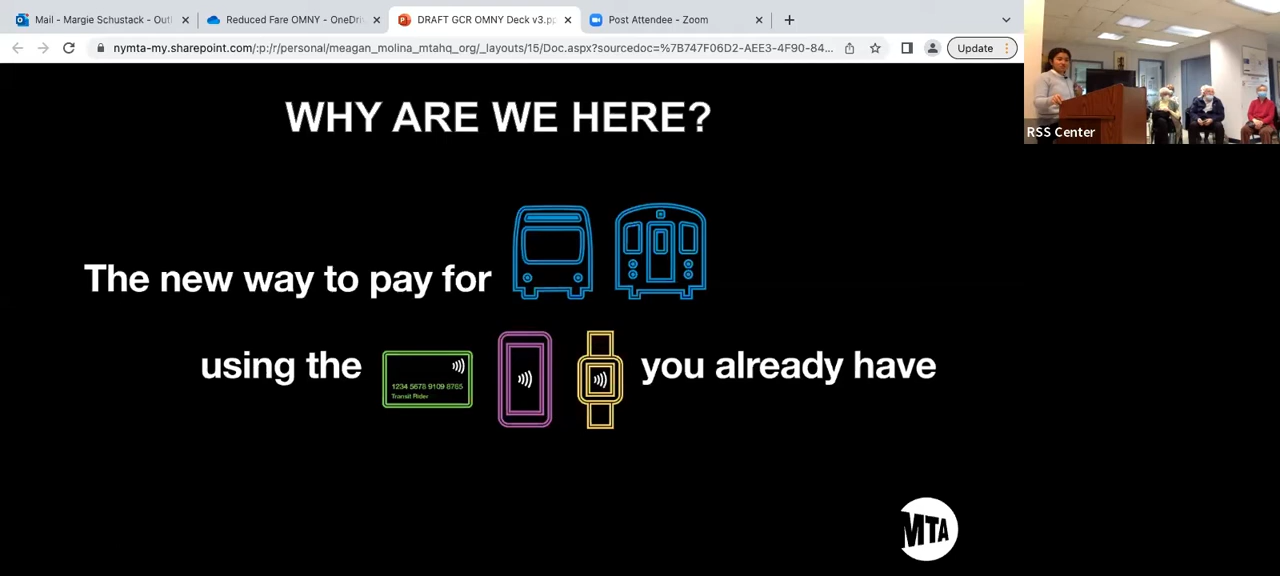 Mail - Margie Schustack - Outl
Reduced Fare OMNY - OneDriv
DRAFT GCR OMNY Deck v3.pp
Post Attendee - Zoom
nymta-my.sharepoint.com/:p:/r/personal/meagan_molina_mtahq_org/_layouts/15/Doc.aspx?sourcedoc=%7B747F06D2-AEE3-4F90-84...
Update
RSS Center
WHY ARE WE HERE?
The new way to pay for
using the
1234 5678 9109 8765
Transit Rider
you already have
MTA